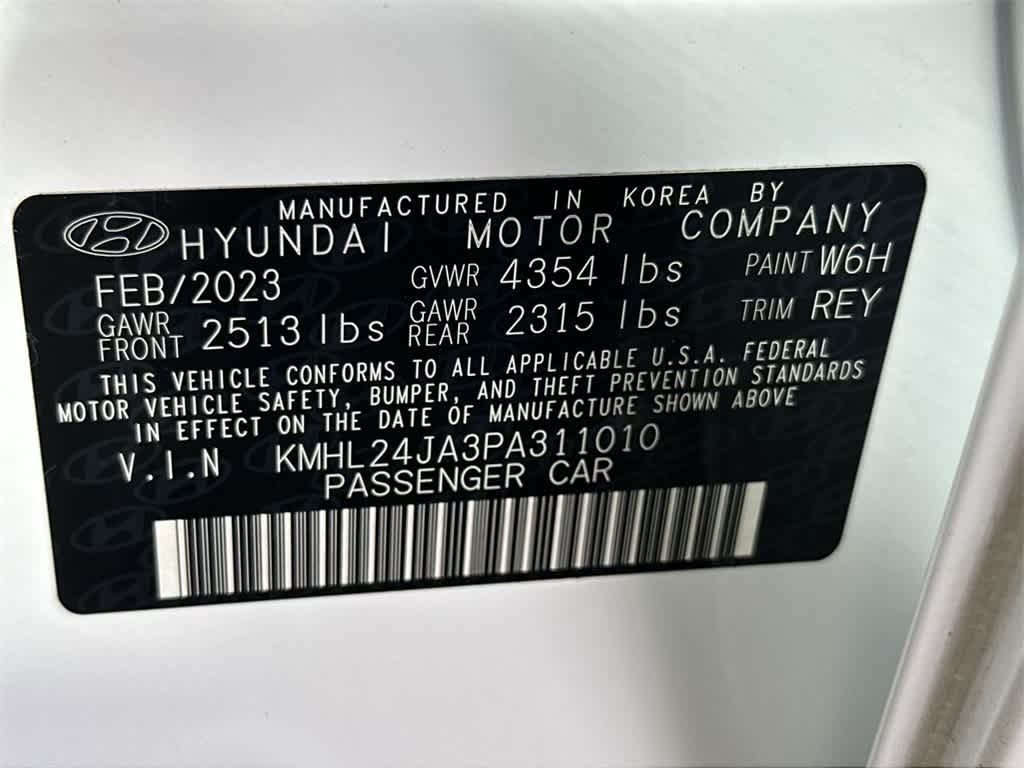 MANUFACTURED IN KOREA BY
HYUNDAI MOTOR COMPANY
FEB/2023 GVWR 4354 lbs PAINT W6H
GAWR FRONT 2513 lbs GAWR REAR 2315 lbs TRIM REY
THIS VEHICLE CONFORMS TO ALL APPLICABLE U.S.A. FEDERAL
MOTOR VEHICLE SAFETY, BUMPER, AND THEFT PREVENTION STANDARDS
IN EFFECT ON THE DATE OF MANUFACTURE SHOWN ABOVE
V.I.N KMHL24JA3PA311010
PASSENGER CAR